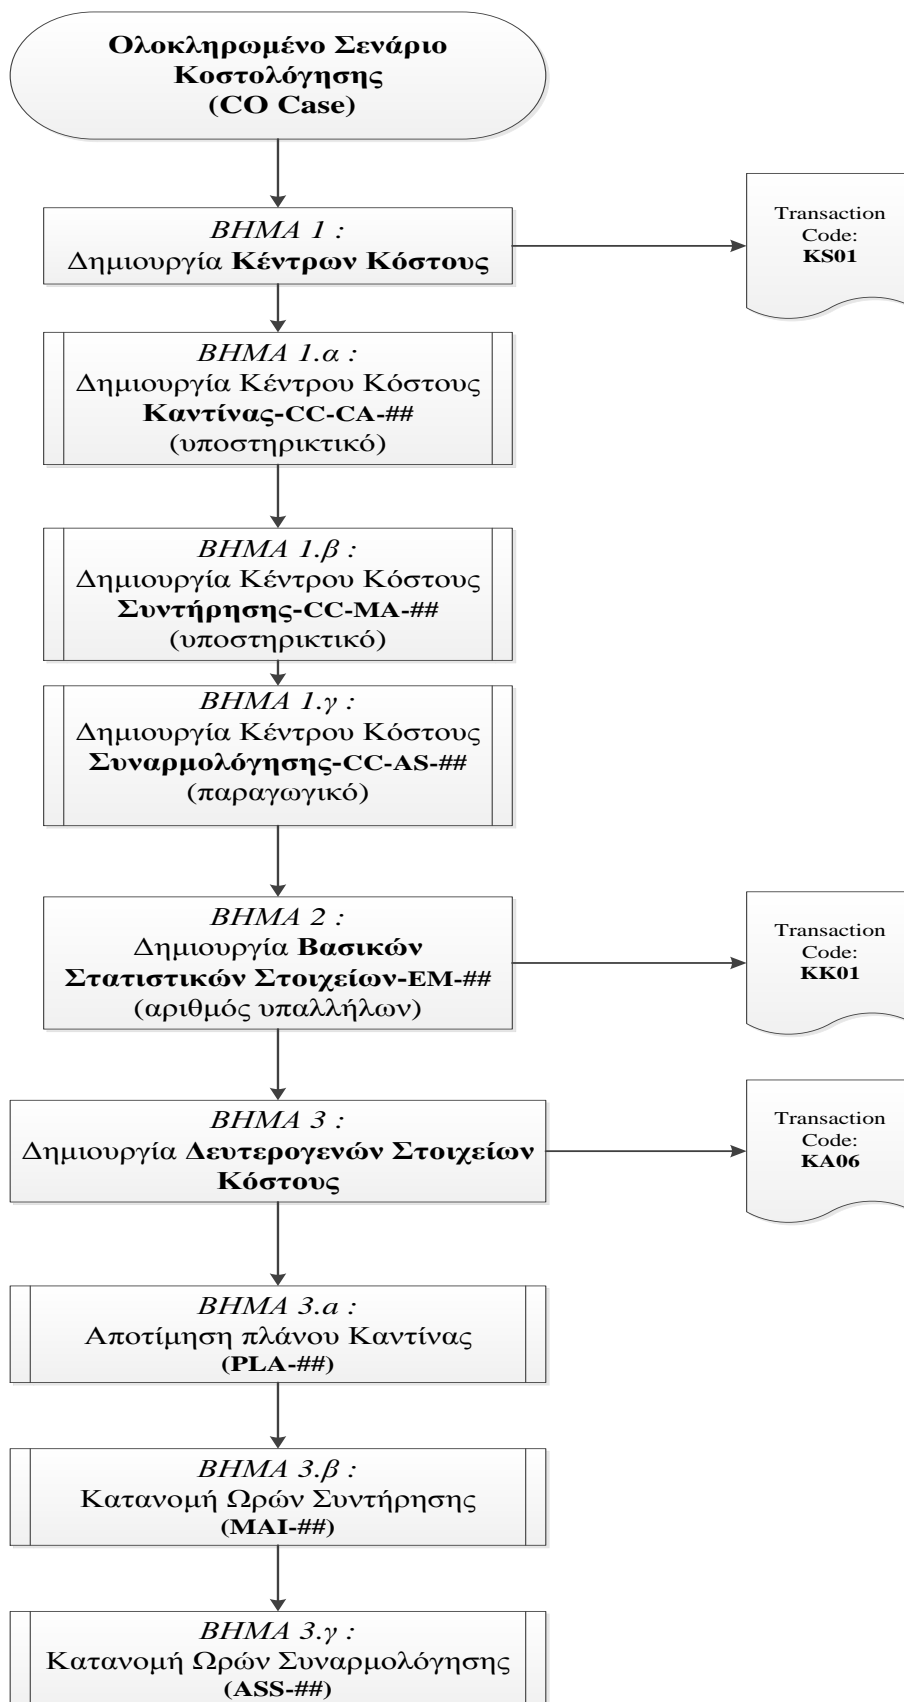 Ολοκληρωμένο Σενάριο
Κοστολόγησης
(CO Case)
ΒΗΜΑ 1 :
Δημιουργία Κέντρων Κόστους
Transaction
Code:
KS01
ΒΗΜΑ 1.α :
Δημιουργία Κέντρου Κόστους
Καντίνας-CC-CA-##
(υποστηρικτικό)
ΒΗΜΑ 1.β :
Δημιουργία Κέντρου Κόστους
Συντήρησης-CC-MA-##
(υποστηρικτικό)
ΒΗΜΑ 1.γ :
Δημιουργία Κέντρου Κόστους
Συναρμολόγησης-CC-AS-##
(παραγωγικό)
ΒΗΜΑ 2 :
Δημιουργία Βασικών
Στατιστικών Στοιχείων-EM-##
(αριθμός υπαλλήλων)
Transaction
Code:
KK01
ΒΗΜΑ 3 :
Δημιουργία Δευτερογενών Στοιχείων
Κόστους
Transaction
Code:
KA06
ΒΗΜΑ 3.α :
Αποτίμηση πλάνου Καντίνας
(PLA-##)
ΒΗΜΑ 3.β :
Κατανομή Ωρών Συντήρησης
(MAI-##)
ΒΗΜΑ 3.γ :
Κατανομή Ωρών Συναρμολόγησης
(ASS-##)